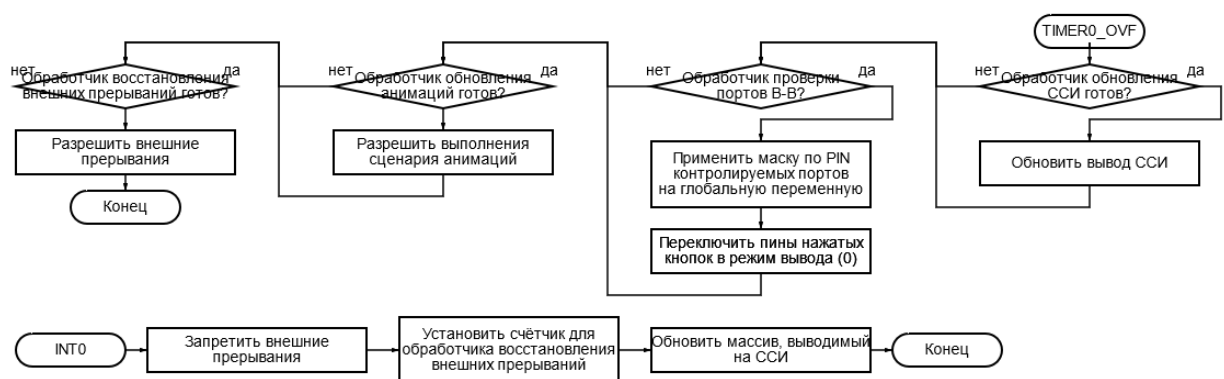 TIMER0_OVF
нет
Обработчик восстановления
внешних прерываний готов?
да
нет
Обработчик обновления
анимаций готов?
да
нет
Обработчик проверки
портов В-В?
да
нет
Обработчик обновления
ССИ готов?
да
Разрешить внешние
прерывания
Разрешить выполнения
сценария анимаций
Применить маску по PIN
контролируемых портов
на глобальную переменную
Обновить вывод ССИ
Конец
Переключить пины нажатых
кнопок в режим вывода (0)
INT0
Запретить внешние
прерывания
Установить счётчик для
обработчика восстановления
внешних прерываний
Обновить массив, выводимый
на ССИ
Конец